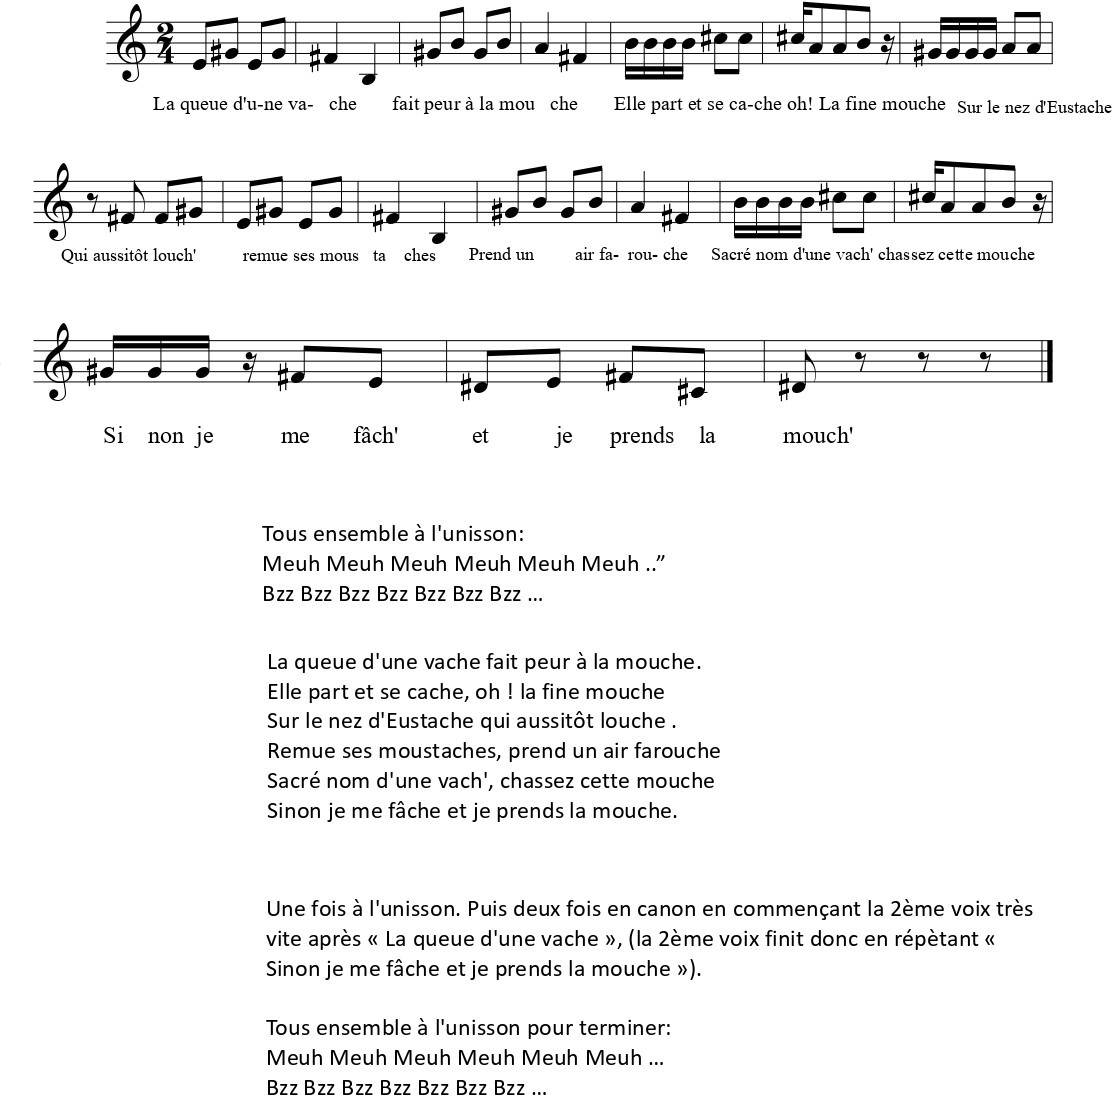 La queue d'u-ne va- che fait peur à la mou che Elle part et se ca-che oh! La fine mouche Sur le nez d'Eustache
Qui aussitôt louch' remue ses mous ta ches Prend un air fa- rou- che Sacré nom d'une vach' chassez cette mouche
Si non je me fâch' et je prends la mouch'
Tous ensemble à l'unisson:
Meuh Meuh Meuh Meuh Meuh Meuh ..”
Bzz Bzz Bzz Bzz Bzz Bzz Bzz ...
La queue d'une vache fait peur à la mouche.
Elle part et se cache, oh ! la fine mouche
Sur le nez d'Eustache qui aussitôt louche .
Remue ses moustaches, prend un air farouche
Sacré nom d'une vach', chassez cette mouche
Sinon je me fâche et je prends la mouche.
Une fois à l'unisson. Puis deux fois en canon en commençant la 2ème voix très
vite après « La queue d'une vache », (la 2ème voix finit donc en répètant «
Sinon je me fâche et je prends la mouche »).
Tous ensemble à l'unisson pour terminer:
Meuh Meuh Meuh Meuh Meuh Meuh ...
Bzz Bzz Bzz Bzz Bzz Bzz Bzz ...